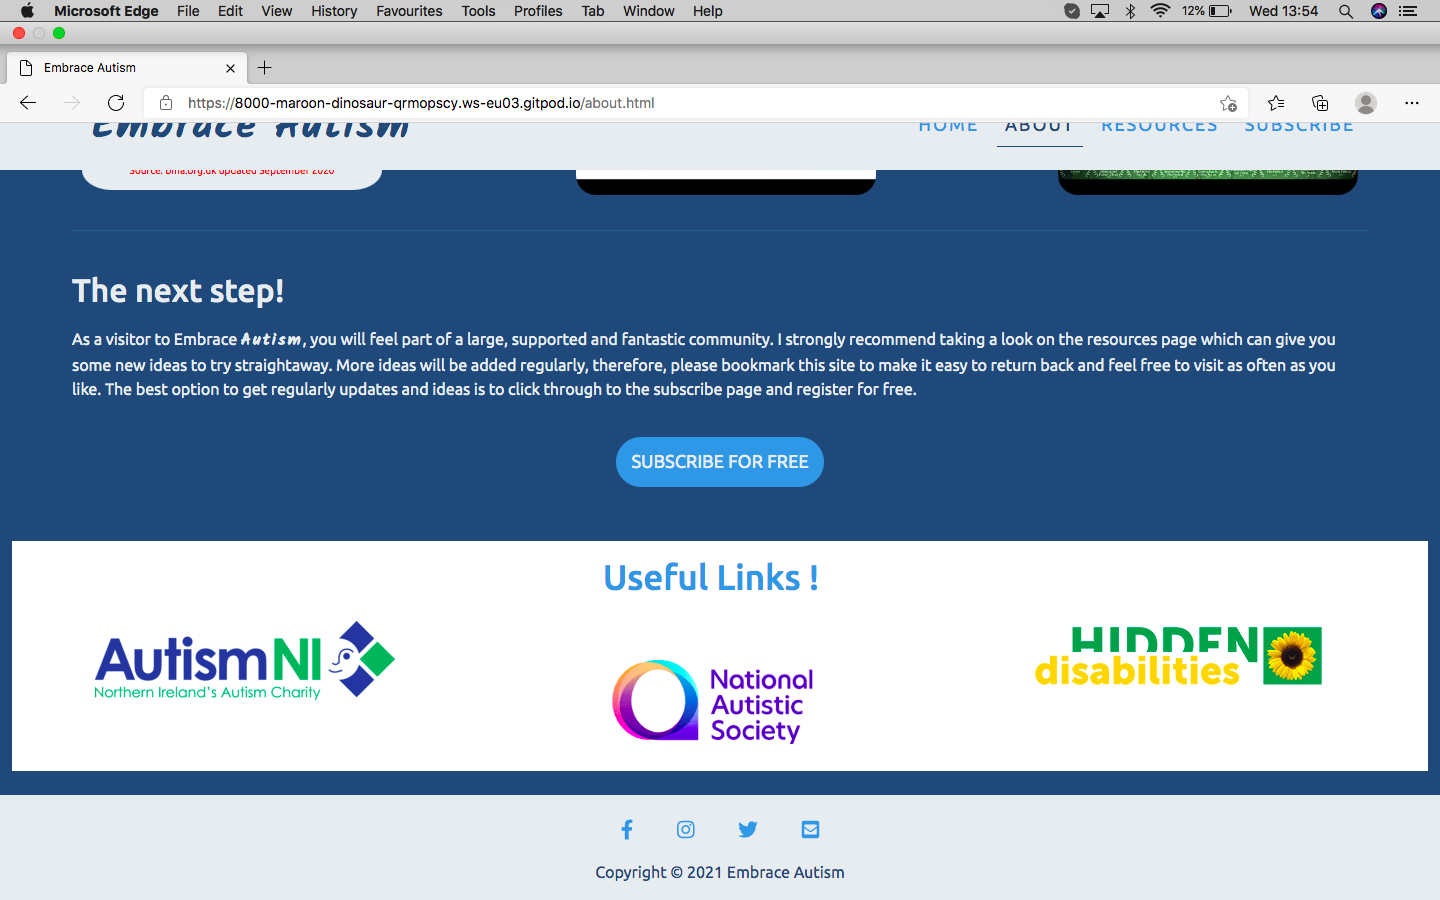 Microsoft Edge File Edit View History Favourites Tools Profiles Tab Window Help 12% Wed 13:54
Embrace Autism
https://8000-maroon-dinosaur-qrmopscy.ws-eu03.gitpod.io/about.html
Embrace Autism
HOME ABOUT RESOURCES SUBSCRIBE
Source: bma.org.uk updated September 2020
The next step!
As a visitor to Embrace Autism, you will feel part of a large, supported and fantastic community. I strongly recommend taking a look on the resources page which can give you
some new ideas to try straightaway. More ideas will be added regularly, therefore, please bookmark this site to make it easy to return back and feel free to visit as often as you
like. The best option to get regularly updates and ideas is to click through to the subscribe page and register for free.
SUBSCRIBE FOR FREE
Useful Links !
AutismNI
Northern Ireland's Autism Charity
National
Autistic
Society
HIDDEN
disabilities
Copyright © 2021 Embrace Autism